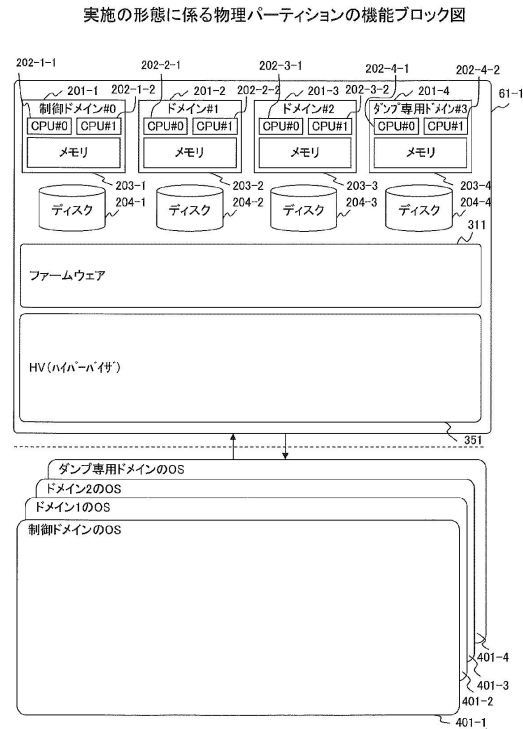 実施の形態に係る物理パーティションの機能ブロック図
202-1-1 202-2-1 202-3-1 202-4-1
201-1 202-1-2 201-2 202-2-2 201-3 202-3-2 201-4 202-4-2
61-1
制御ドメイン#0 ドメイン#1 ドメイン#2 ダンプ専用ドメイン#3
CPU#0 CPU#1 CPU#0 CPU#1 CPU#0 CPU#1 CPU#0 CPU#1
メモリ メモリ メモリ メモリ
203-1 203-2 203-3 203-4
ディスク 204-1 ディスク 204-2 ディスク 204-3 ディスク 204-4
311
ファームウェア
HV(ハイパーバイザ)
351
ダンプ専用ドメインのOS
ドメイン2のOS
ドメイン1のOS
制御ドメインのOS
401-4
401-3
401-2
401-1